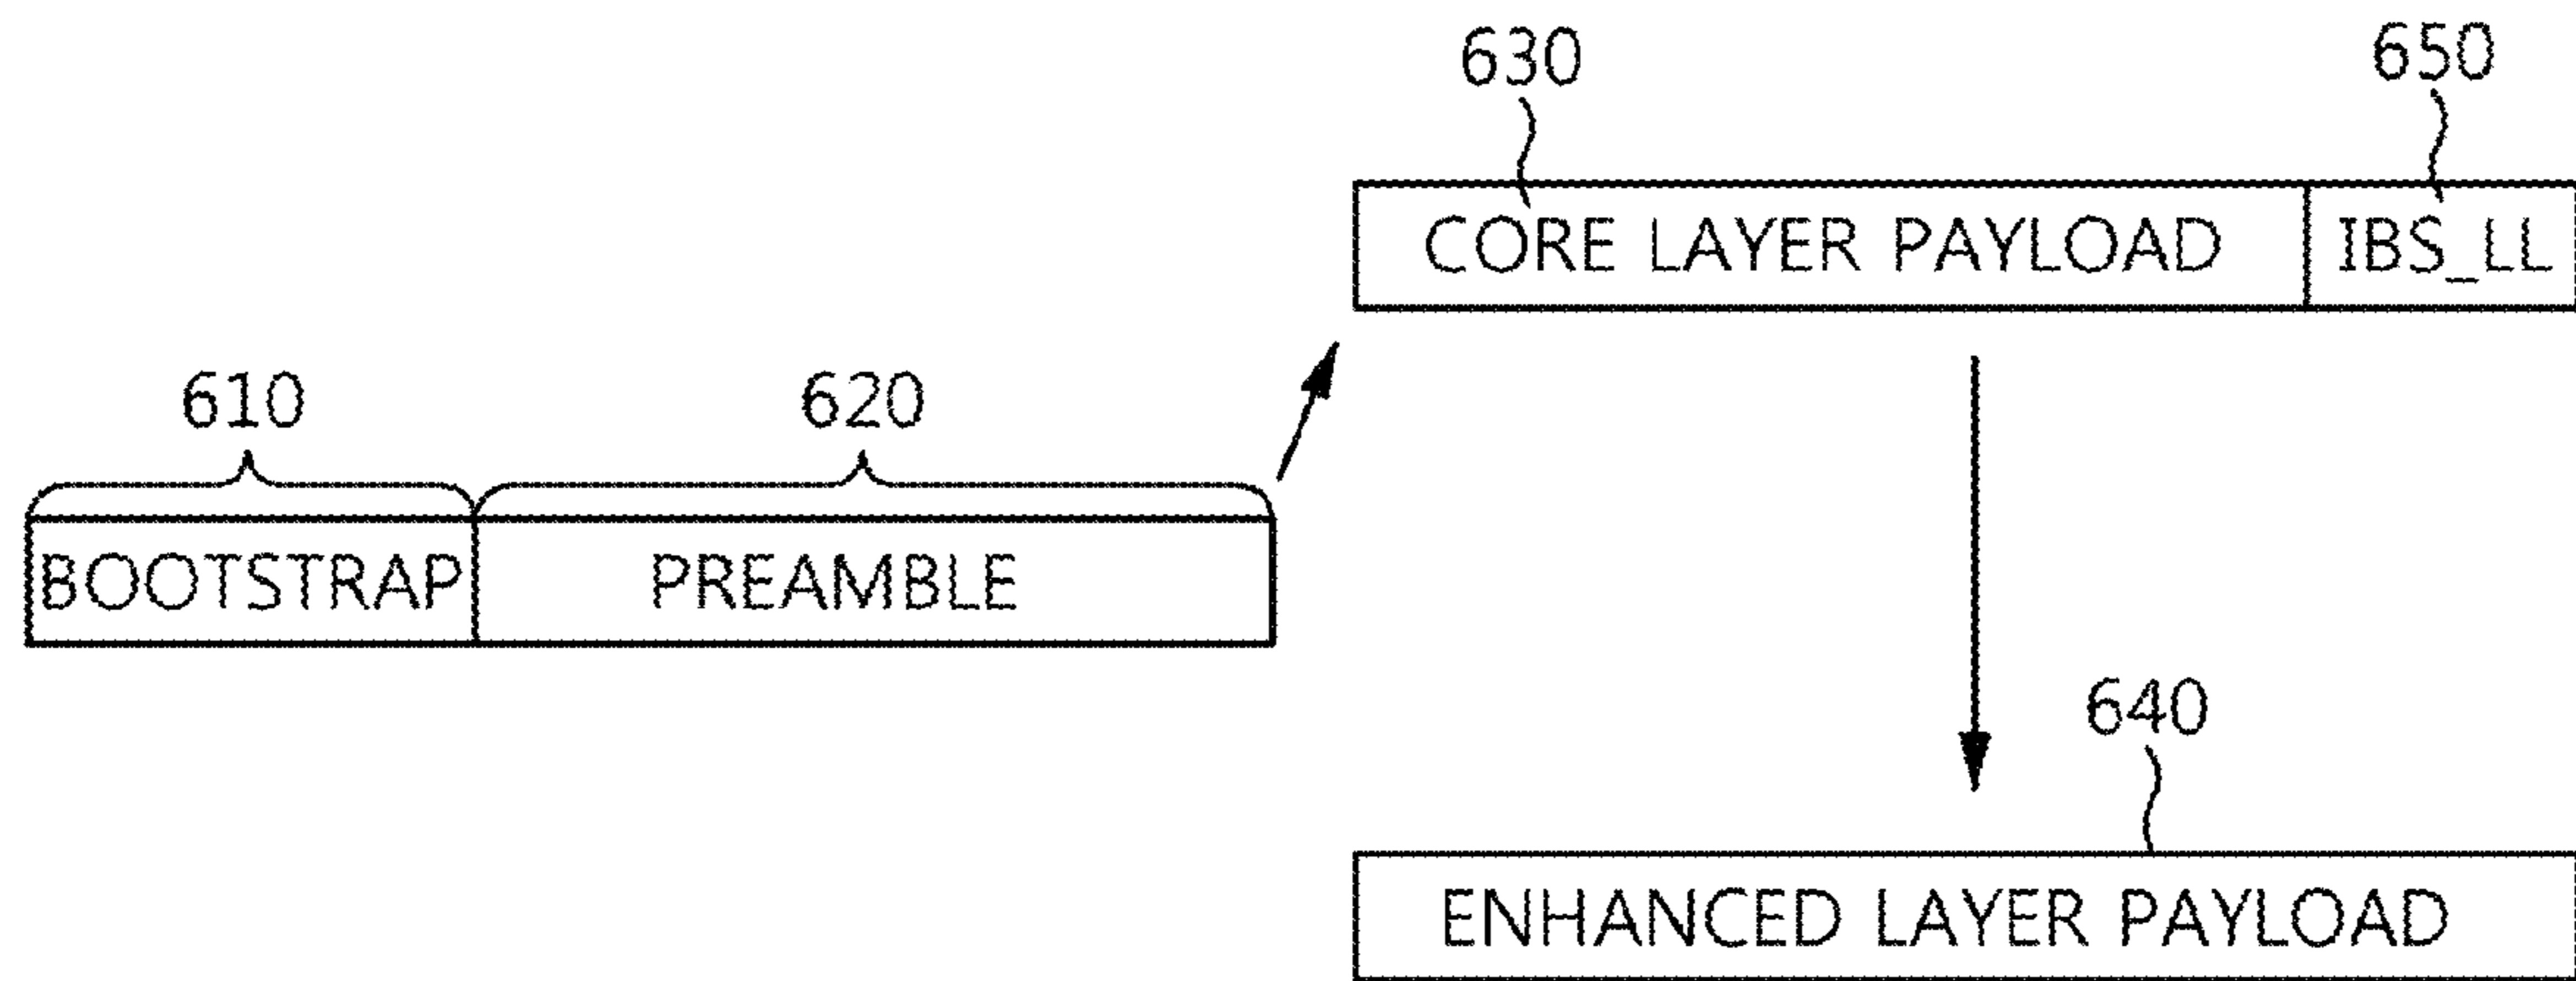 630
650
CORE LAYER PAYLOAD
IBS_LL
610
620
BOOTSTRAP
PREAMBLE
640
ENHANCED LAYER PAYLOAD